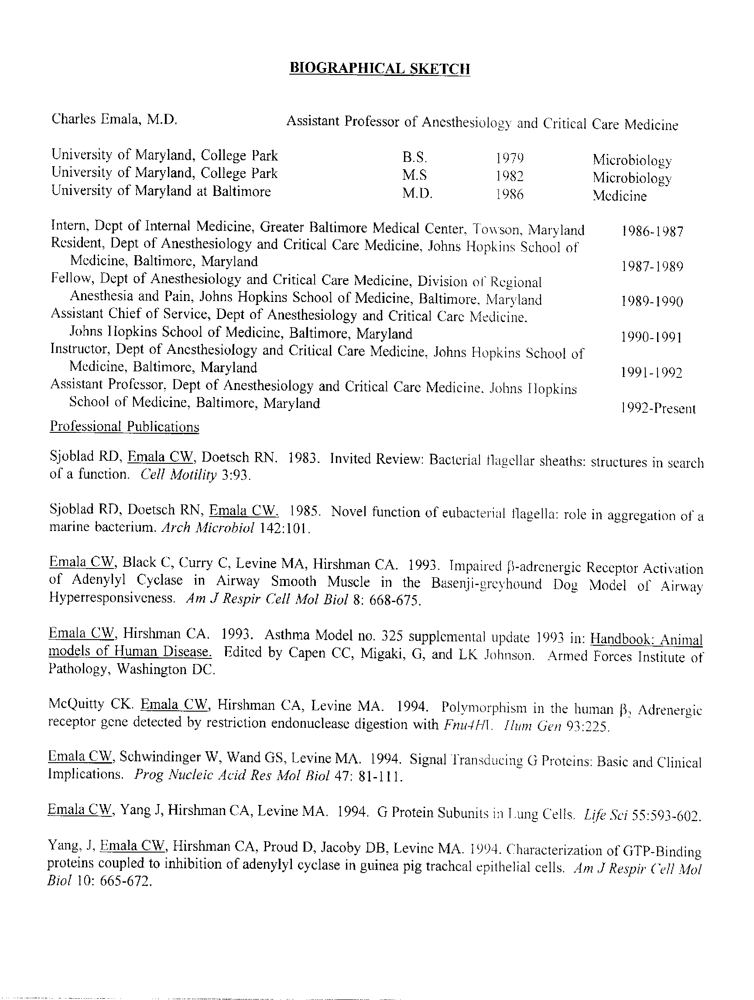 BIOGRAPHICAL SKETCH
Charles Emala, M.D. Assistant Professor of Anesthesiology and Critical Care Medicine
University of Maryland, College Park B.S. 1979 Microbiology
University of Maryland, College Park M.S 1982 Microbiology
University of Maryland at Baltimore M.D. 1986 Medicine
Intern, Dept of Internal Medicine, Greater Baltimore Medical Center, Towson, Maryland 1986-1987
Resident, Dept of Anesthesiology and Critical Care Medicine, Johns Hopkins School of
Medicine, Baltimore, Maryland 1987-1989
Fellow, Dept of Anesthesiology and Critical Care Medicine, Division of Regional
Anesthesia and Pain, Johns Hopkins School of Medicine, Baltimore, Maryland 1989-1990
Assistant Chief of Service, Dept of Anesthesiology and Critical Care Medicine,
Johns Hopkins School of Medicine, Baltimore, Maryland 1990-1991
Instructor, Dept of Anesthesiology and Critical Care Medicine, Johns Hopkins School of
Medicine, Baltimore, Maryland 1991-1992
Assistant Professor, Dept of Anesthesiology and Critical Care Medicine, Johns Hopkins
School of Medicine, Baltimore, Maryland 1992-Present
Professional Publications
Sjoblad RD, Emala CW, Doetsch RN. 1983. Invited Review: Bacterial flagellar sheaths: structures in search
of a function. Cell Motility 3:93.
Sjoblad RD, Doetsch RN, Emala CW. 1985. Novel function of eubacterial flagella: role in aggregation of a
marine bacterium. Arch Microbiol 142:101.
Emala CW, Black C, Curry C, Levine MA, Hirshman CA. 1993. Impaired β-adrenergic Receptor Activation
of Adenylyl Cyclase in Airway Smooth Muscle in the Basenji-greyhound Dog Model of Airway
Hyperresponsiveness. Am J Respir Cell Mol Biol 8: 668-675.
Emala CW, Hirshman CA. 1993. Asthma Model no. 325 supplemental update 1993 in: Handbook: Animal
models of Human Disease. Edited by Capen CC, Migaki, G, and LK Johnson. Armed Forces Institute of
Pathology, Washington DC.
McQuitty CK. Emala CW, Hirshman CA, Levine MA. 1994. Polymorphism in the human β₂ Adrenergic
receptor gene detected by restriction endonuclease digestion with Fnu4H1. Hum Gen 93:225.
Emala CW, Schwindinger W, Wand GS, Levine MA. 1994. Signal Transducing G Proteins: Basic and Clinical
Implications. Prog Nucleic Acid Res Mol Biol 47: 81-111.
Emala CW, Yang J, Hirshman CA, Levine MA. 1994. G Protein Subunits in Lung Cells. Life Sci 55:593-602.
Yang, J, Emala CW, Hirshman CA, Proud D, Jacoby DB, Levine MA. 1994. Characterization of GTP-Binding
proteins coupled to inhibition of adenylyl cyclase in guinea pig tracheal epithelial cells. Am J Respir Cell Mol
Biol 10: 665-672.